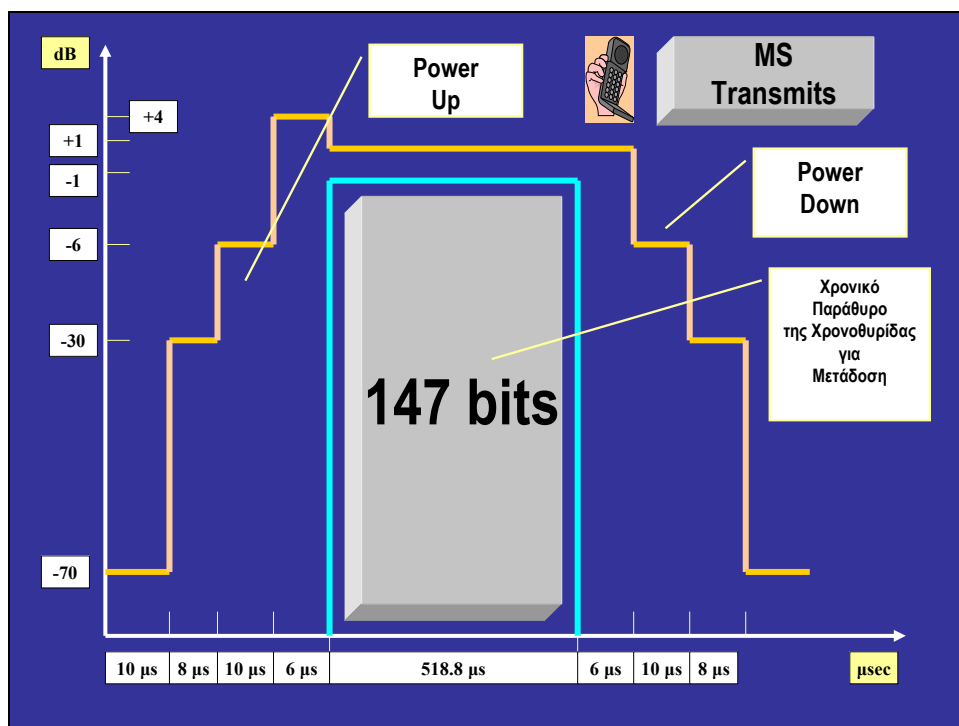 dB
Power
Up
MS
Transmits
+4
+1
-1
Power
Down
-6
Χρονικό
Παράθυρο
της Χρονοθυρίδας
για
Μετάδοση
-30
147 bits
-70
10 μs
8 μs
10 μs
6 μs
518.8 μs
6 μs
10 μs
8 μs
μsec